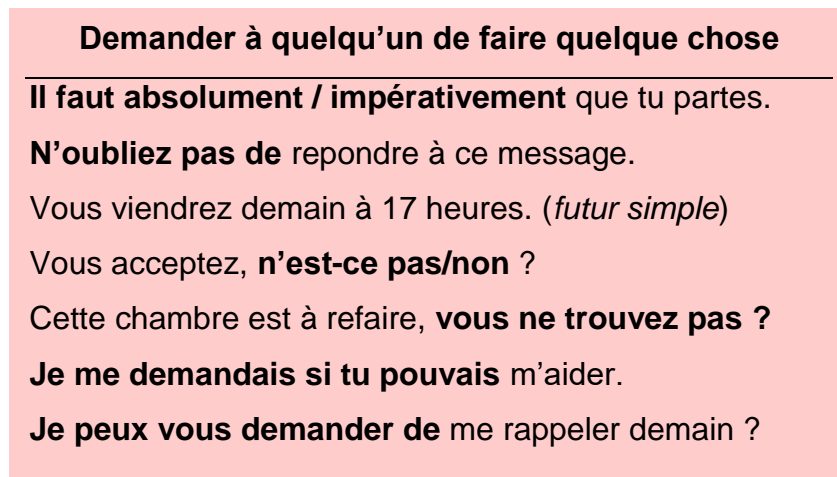 Demander à quelqu’un de faire quelque chose
Il faut absolument / impérativement que tu partes.
N’oubliez pas de repondre à ce message.
Vous viendrez demain à 17 heures. (futur simple)
Vous acceptez, n’est-ce pas/non ?
Cette chambre est à refaire, vous ne trouvez pas ?
Je me demandais si tu pouvais m’aider.
Je peux vous demander de me rappeler demain ?